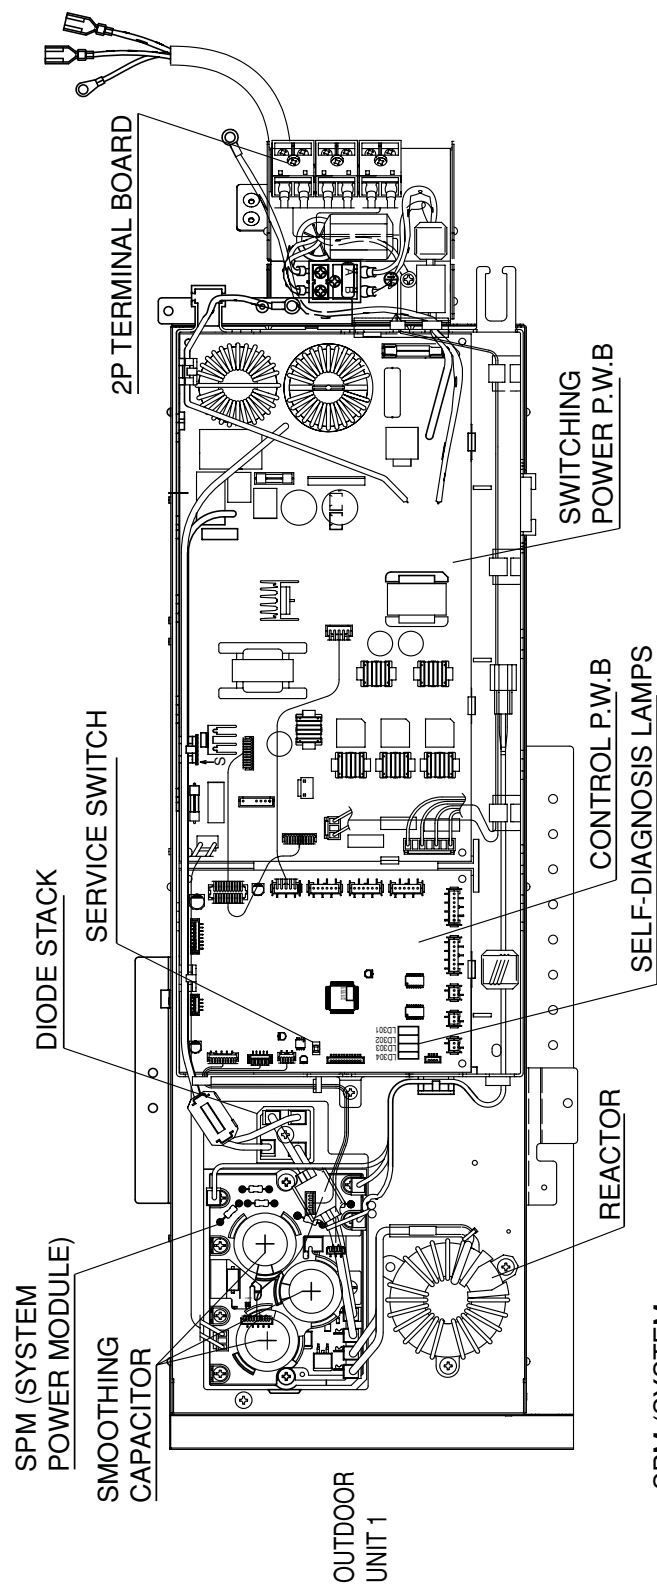 2P TERMINAL BOARD
SERVICE SWITCH
DIODE STACK
SPM (SYSTEM
POWER MODULE)
SMOOTHING
CAPACITOR
A
B
S
SWITCHING
POWER P.W.B
CONTROL P.W.B
LD301
LD302
LD303
LD304
SELF-DIAGNOSIS LAMPS
REACTOR
OUTDOOR
UNIT 1